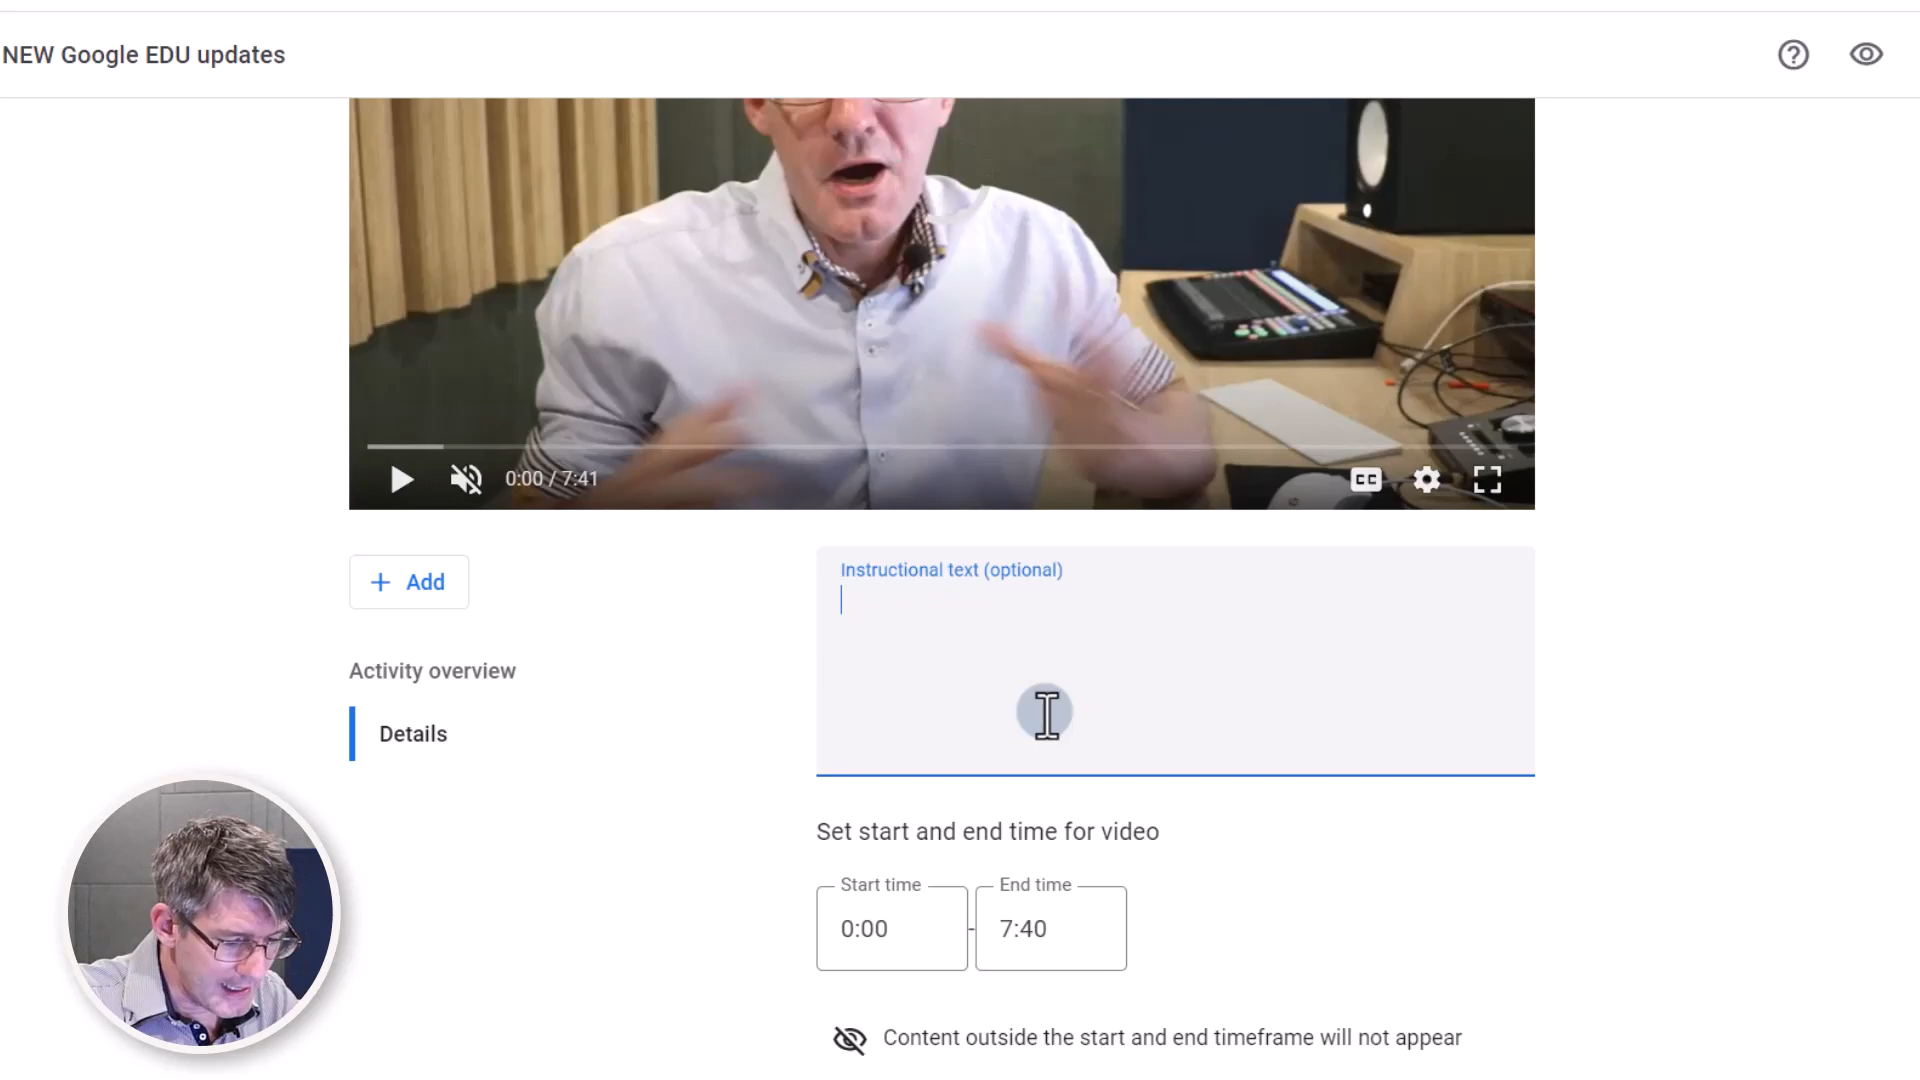 NEW Google EDU updates
0:00 / 7:41
CC
Add
Instructional text (optional)
Activity overview
Details
Set start and end time for video
Start time
End time
0:00
-
7:40
Content outside the start and end timeframe will not appear